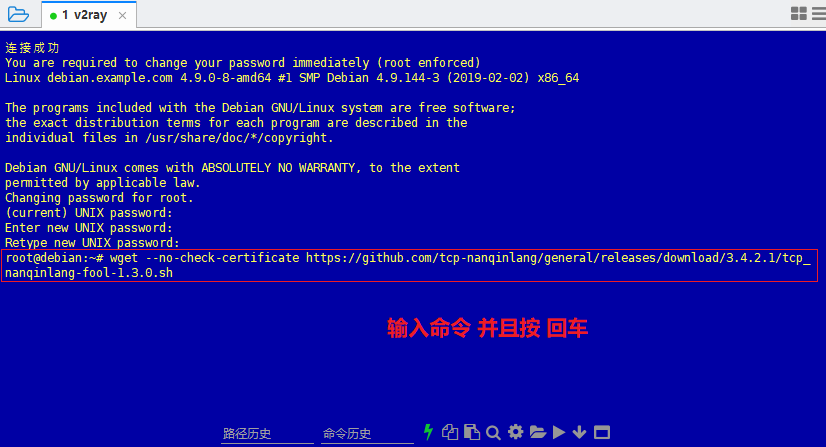 1 v2ray
连接成功
You are required to change your password immediately (root enforced)
Linux debian.example.com 4.9.0-8-amd64 #1 SMP Debian 4.9.144-3 (2019-02-02) x86_64
The programs included with the Debian GNU/Linux system are free software;
the exact distribution terms for each program are described in the
individual files in /usr/share/doc/*/copyright.
Debian GNU/Linux comes with ABSOLUTELY NO WARRANTY, to the extent
permitted by applicable law.
Changing password for root.
(current) UNIX password:
Enter new UNIX password:
Retype new UNIX password:
root@debian:~# wget --no-check-certificate https://github.com/tcp-nanqinlang/general/releases/download/3.4.2.1/tcp_
nanqinlang-fool-1.3.0.sh
输入命令 并且按 回车
路径历史 命令历史